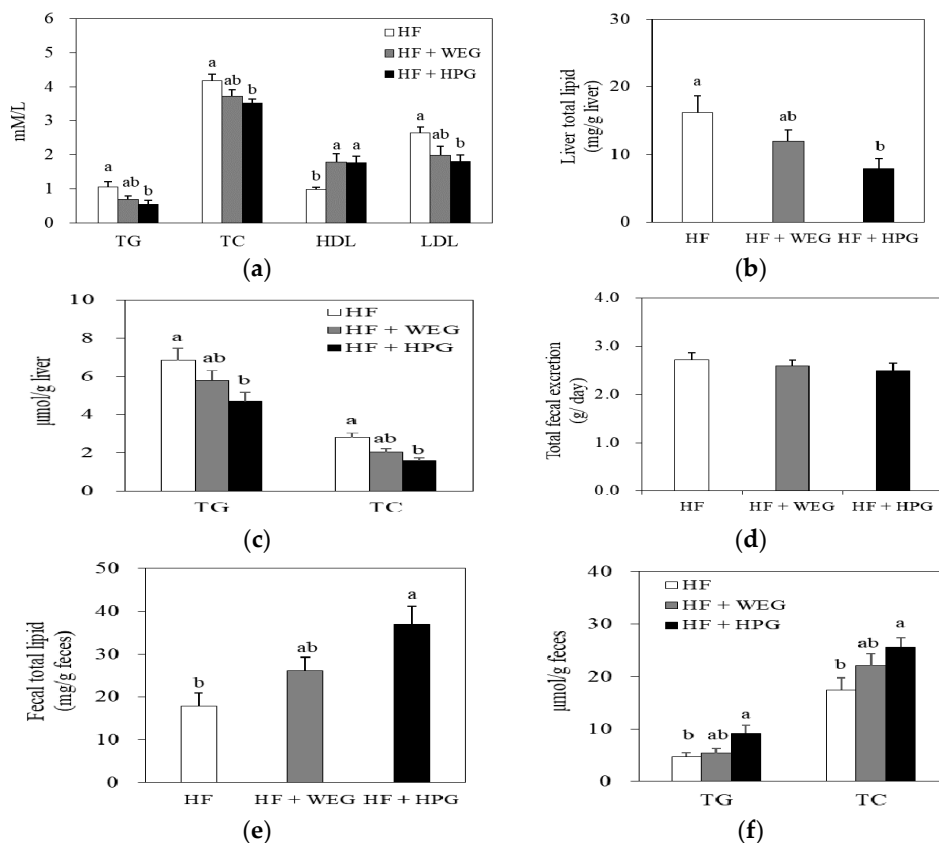 6
5
4
3
2
1
0
mM/L
HF
HF + WEG
HF + HPG
a
ab
b
a
ab
b
b
a
a
a
ab
b
TG
TC
HDL
LDL
(a)
30
20
10
0
Liver total lipid
(mg/g liver)
a
ab
b
HF
HF + WEG
HF + HPG
(b)
10
8
6
4
2
0
µmol/g liver
HF
HF + WEG
HF + HPG
a
ab
b
a
ab
b
TG
TC
(c)
4.0
3.0
2.0
1.0
0.0
Total fecal excretion
(g/ day)
HF
HF + WEG
HF + HPG
(d)
50
40
30
20
10
0
Fecal total lipid
(mg/g feces)
b
ab
a
HF
HF + WEG
HF + HPG
(e)
40
30
20
10
0
µmol/g feces
HF
HF + WEG
HF + HPG
b
ab
a
b
ab
a
TG
TC
(f)